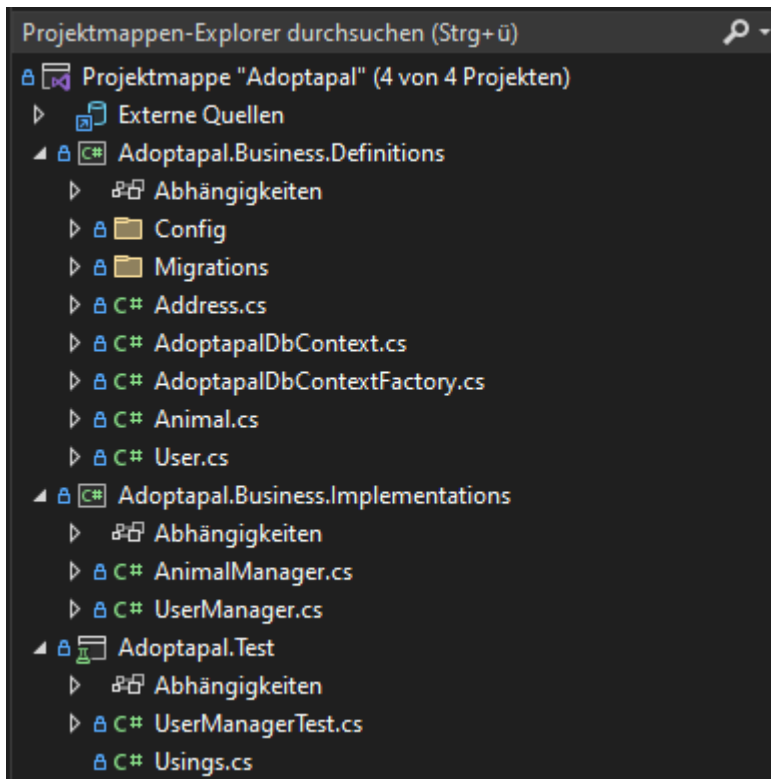 Projektmappen-Explorer durchsuchen (Strg+ü)
Projektmappe "Adoptapal" (4 von 4 Projekten)
Externe Quellen
C# Adoptapal.Business.Definitions
Abhängigkeiten
Config
Migrations
C# Address.cs
C# AdoptapalDbContext.cs
C# AdoptapalDbContextFactory.cs
C# Animal.cs
C# User.cs
C# Adoptapal.Business.Implementations
Abhängigkeiten
C# AnimalManager.cs
C# UserManager.cs
Adoptapal.Test
Abhängigkeiten
C# UserManagerTest.cs
C# Usings.cs